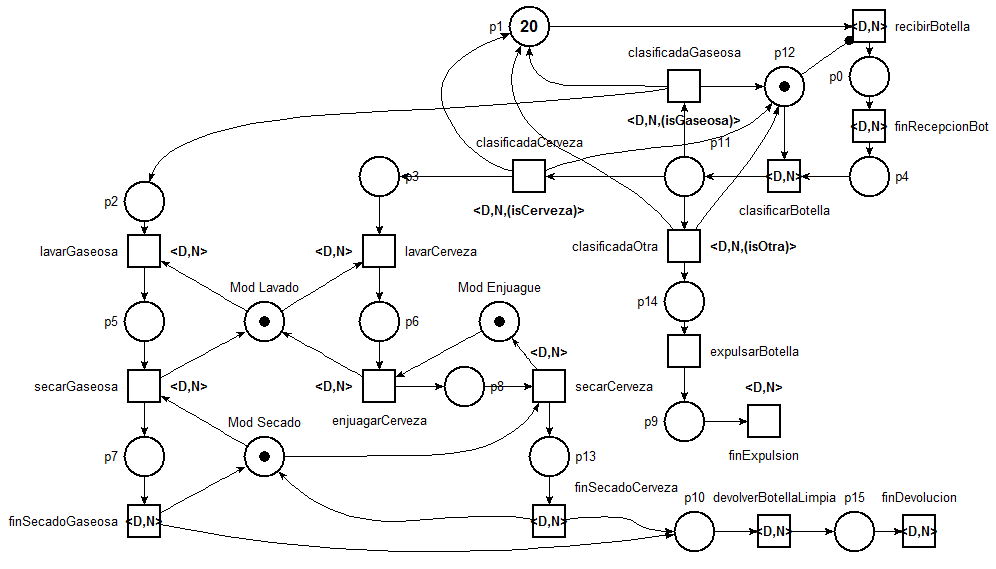 p1
20
<D,N>
recibirBotella
clasificadaGaseosa
p12
p0
<D,N,(isGaseosa)>
<D,N>
finRecepcionBot
clasificadaCerveza
p11
p3
<D,N>
p4
p2
<D,N,(isCerveza)>
clasificarBotella
lavarGaseosa
<D,N>
<D,N>
lavarCerveza
clasificadaOtra
<D,N,(isOtra)>
Mod Lavado
Mod Enjuague
p14
p5
p6
<D,N>
expulsarBotella
secarGaseosa
<D,N>
<D,N>
p8
secarCerveza
<D,N>
enjuagarCerveza
Mod Secado
p9
finExpulsion
p7
p13
finSecadoCerveza
p10
devolverBotellaLimpia
p15
finDevolucion
finSecadoGaseosa
<D,N>
<D,N>
<D,N>
<D,N>